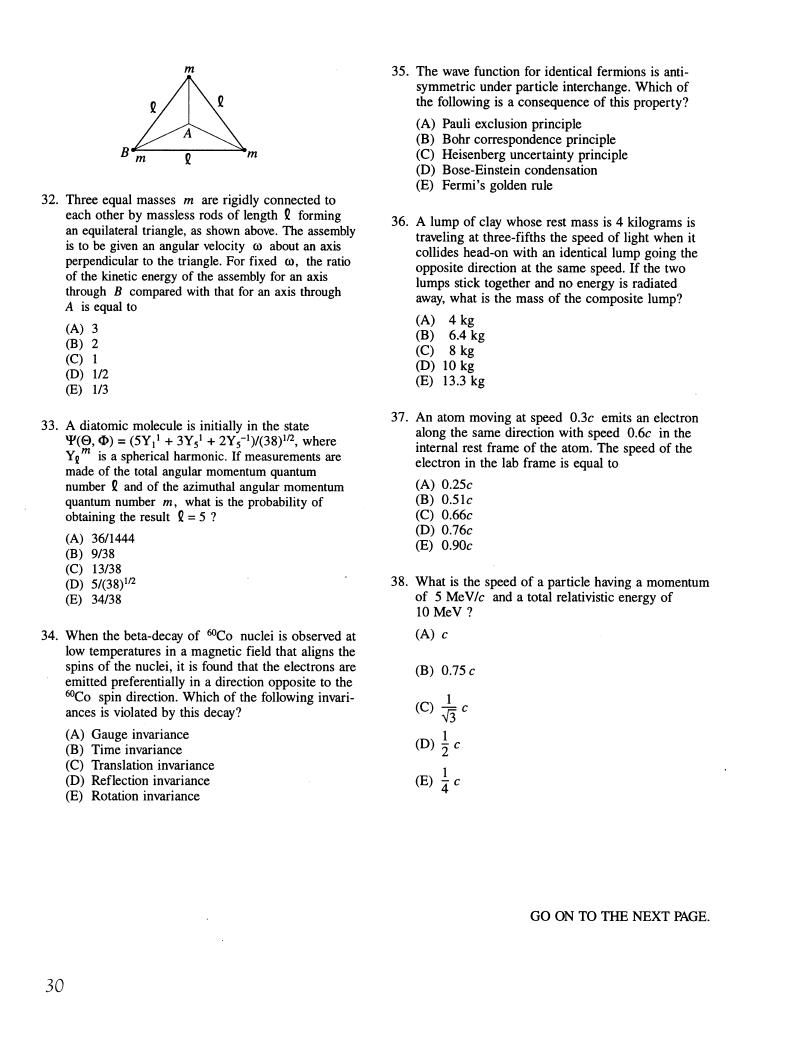 m
ℓ
ℓ
A
B
m
ℓ
m
32. Three equal masses m are rigidly connected to
each other by massless rods of length ℓ forming
an equilateral triangle, as shown above. The assembly
is to be given an angular velocity ω about an axis
perpendicular to the triangle. For fixed ω, the ratio
of the kinetic energy of the assembly for an axis
through B compared with that for an axis through
A is equal to
(A) 3
(B) 2
(C) 1
(D) 1/2
(E) 1/3
33. A diatomic molecule is initially in the state
Ψ(Θ, Φ) = (5Y₁¹ + 3Y₅¹ + 2Y₅⁻¹)/(38)¹/², where
Yℓᵐ is a spherical harmonic. If measurements are
made of the total angular momentum quantum
number ℓ and of the azimuthal angular momentum
quantum number m, what is the probability of
obtaining the result ℓ = 5 ?
(A) 36/1444
(B) 9/38
(C) 13/38
(D) 5/(38)¹/²
(E) 34/38
34. When the beta-decay of ⁶⁰Co nuclei is observed at
low temperatures in a magnetic field that aligns the
spins of the nuclei, it is found that the electrons are
emitted preferentially in a direction opposite to the
⁶⁰Co spin direction. Which of the following invari-
ances is violated by this decay?
(A) Gauge invariance
(B) Time invariance
(C) Translation invariance
(D) Reflection invariance
(E) Rotation invariance
35. The wave function for identical fermions is anti-
symmetric under particle interchange. Which of
the following is a consequence of this property?
(A) Pauli exclusion principle
(B) Bohr correspondence principle
(C) Heisenberg uncertainty principle
(D) Bose-Einstein condensation
(E) Fermi's golden rule
36. A lump of clay whose rest mass is 4 kilograms is
traveling at three-fifths the speed of light when it
collides head-on with an identical lump going the
opposite direction at the same speed. If the two
lumps stick together and no energy is radiated
away, what is the mass of the composite lump?
(A) 4 kg
(B) 6.4 kg
(C) 8 kg
(D) 10 kg
(E) 13.3 kg
37. An atom moving at speed 0.3c emits an electron
along the same direction with speed 0.6c in the
internal rest frame of the atom. The speed of the
electron in the lab frame is equal to
(A) 0.25c
(B) 0.51c
(C) 0.66c
(D) 0.76c
(E) 0.90c
38. What is the speed of a particle having a momentum
of 5 MeV/c and a total relativistic energy of
10 MeV ?
(A) c
(B) 0.75 c
(C) 1/√3 c
(D) 1/2 c
(E) 1/4 c
GO ON TO THE NEXT PAGE.
30